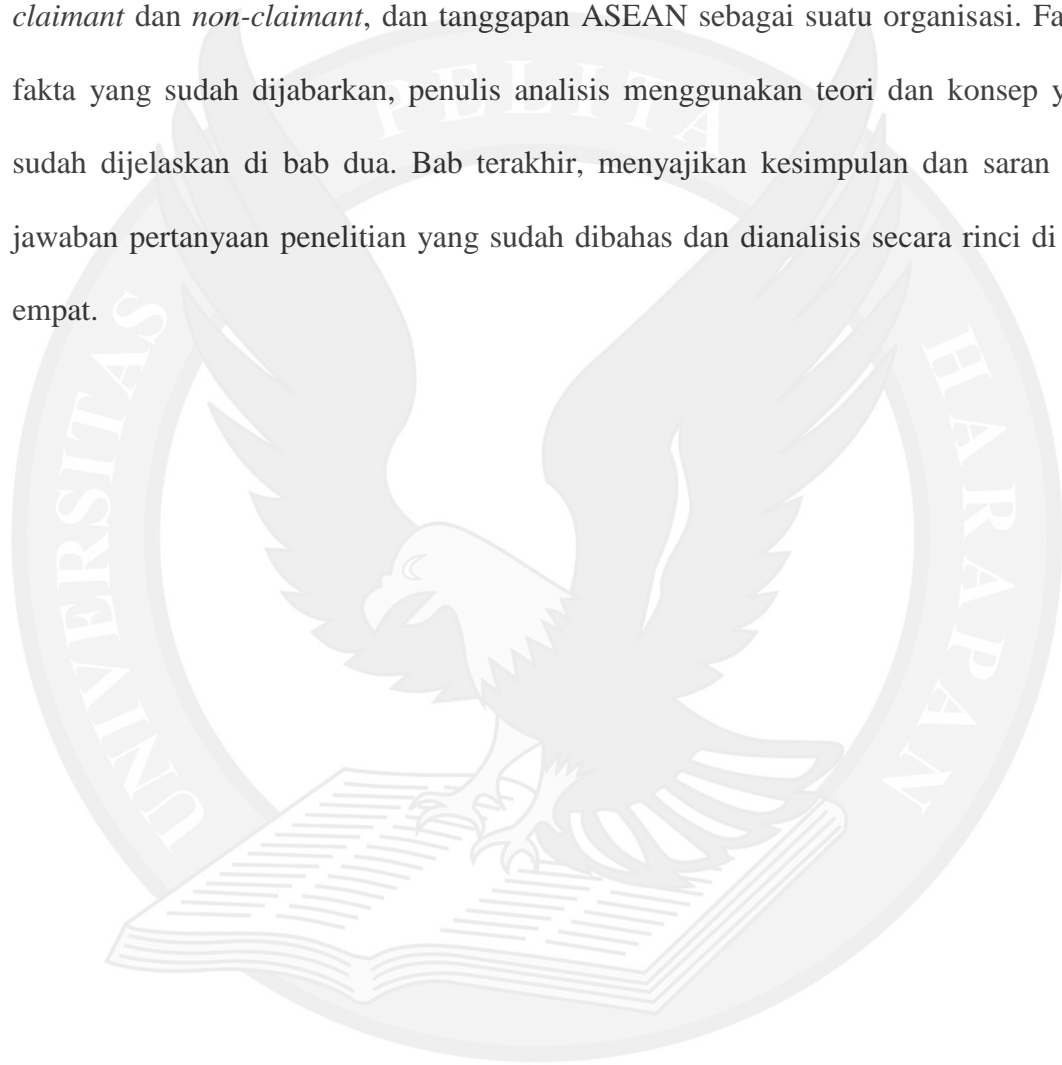 claimant dan non-claimant, dan tanggapan ASEAN sebagai suatu organisasi. Fa
fakta yang sudah dijabarkan, penulis analisis menggunakan teori dan konsep y
sudah dijelaskan di bab dua. Bab terakhir, menyajikan kesimpulan dan saran
jawaban pertanyaan penelitian yang sudah dibahas dan dianalisis secara rinci di
empat.
UNIVERSITAS
PELITA
HARAPAN